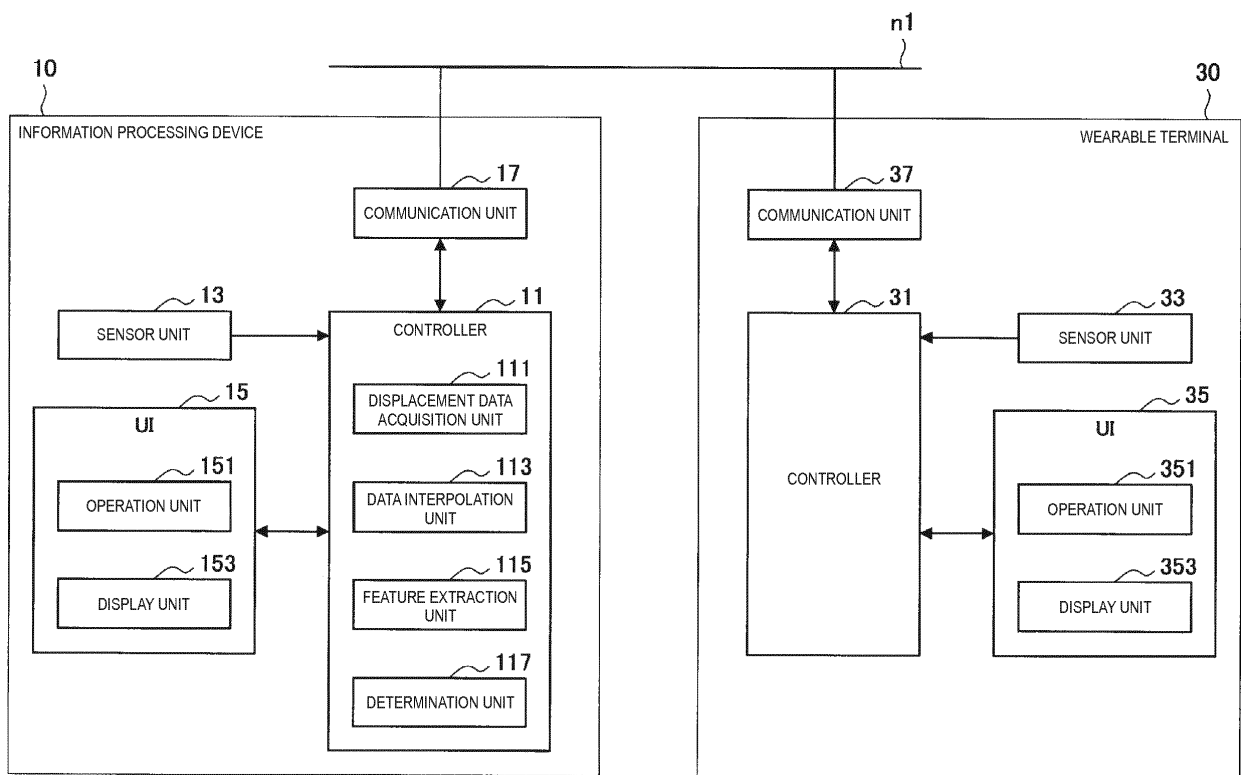 n1
10
30
INFORMATION PROCESSING DEVICE
WEARABLE TERMINAL
17
COMMUNICATION UNIT
37
COMMUNICATION UNIT
13
SENSOR UNIT
11
CONTROLLER
111
DISPLACEMENT DATA
ACQUISITION UNIT
113
DATA INTERPOLATION
UNIT
115
FEATURE EXTRACTION
UNIT
117
DETERMINATION UNIT
15
UI
151
OPERATION UNIT
153
DISPLAY UNIT
31
CONTROLLER
33
SENSOR UNIT
35
UI
351
OPERATION UNIT
353
DISPLAY UNIT